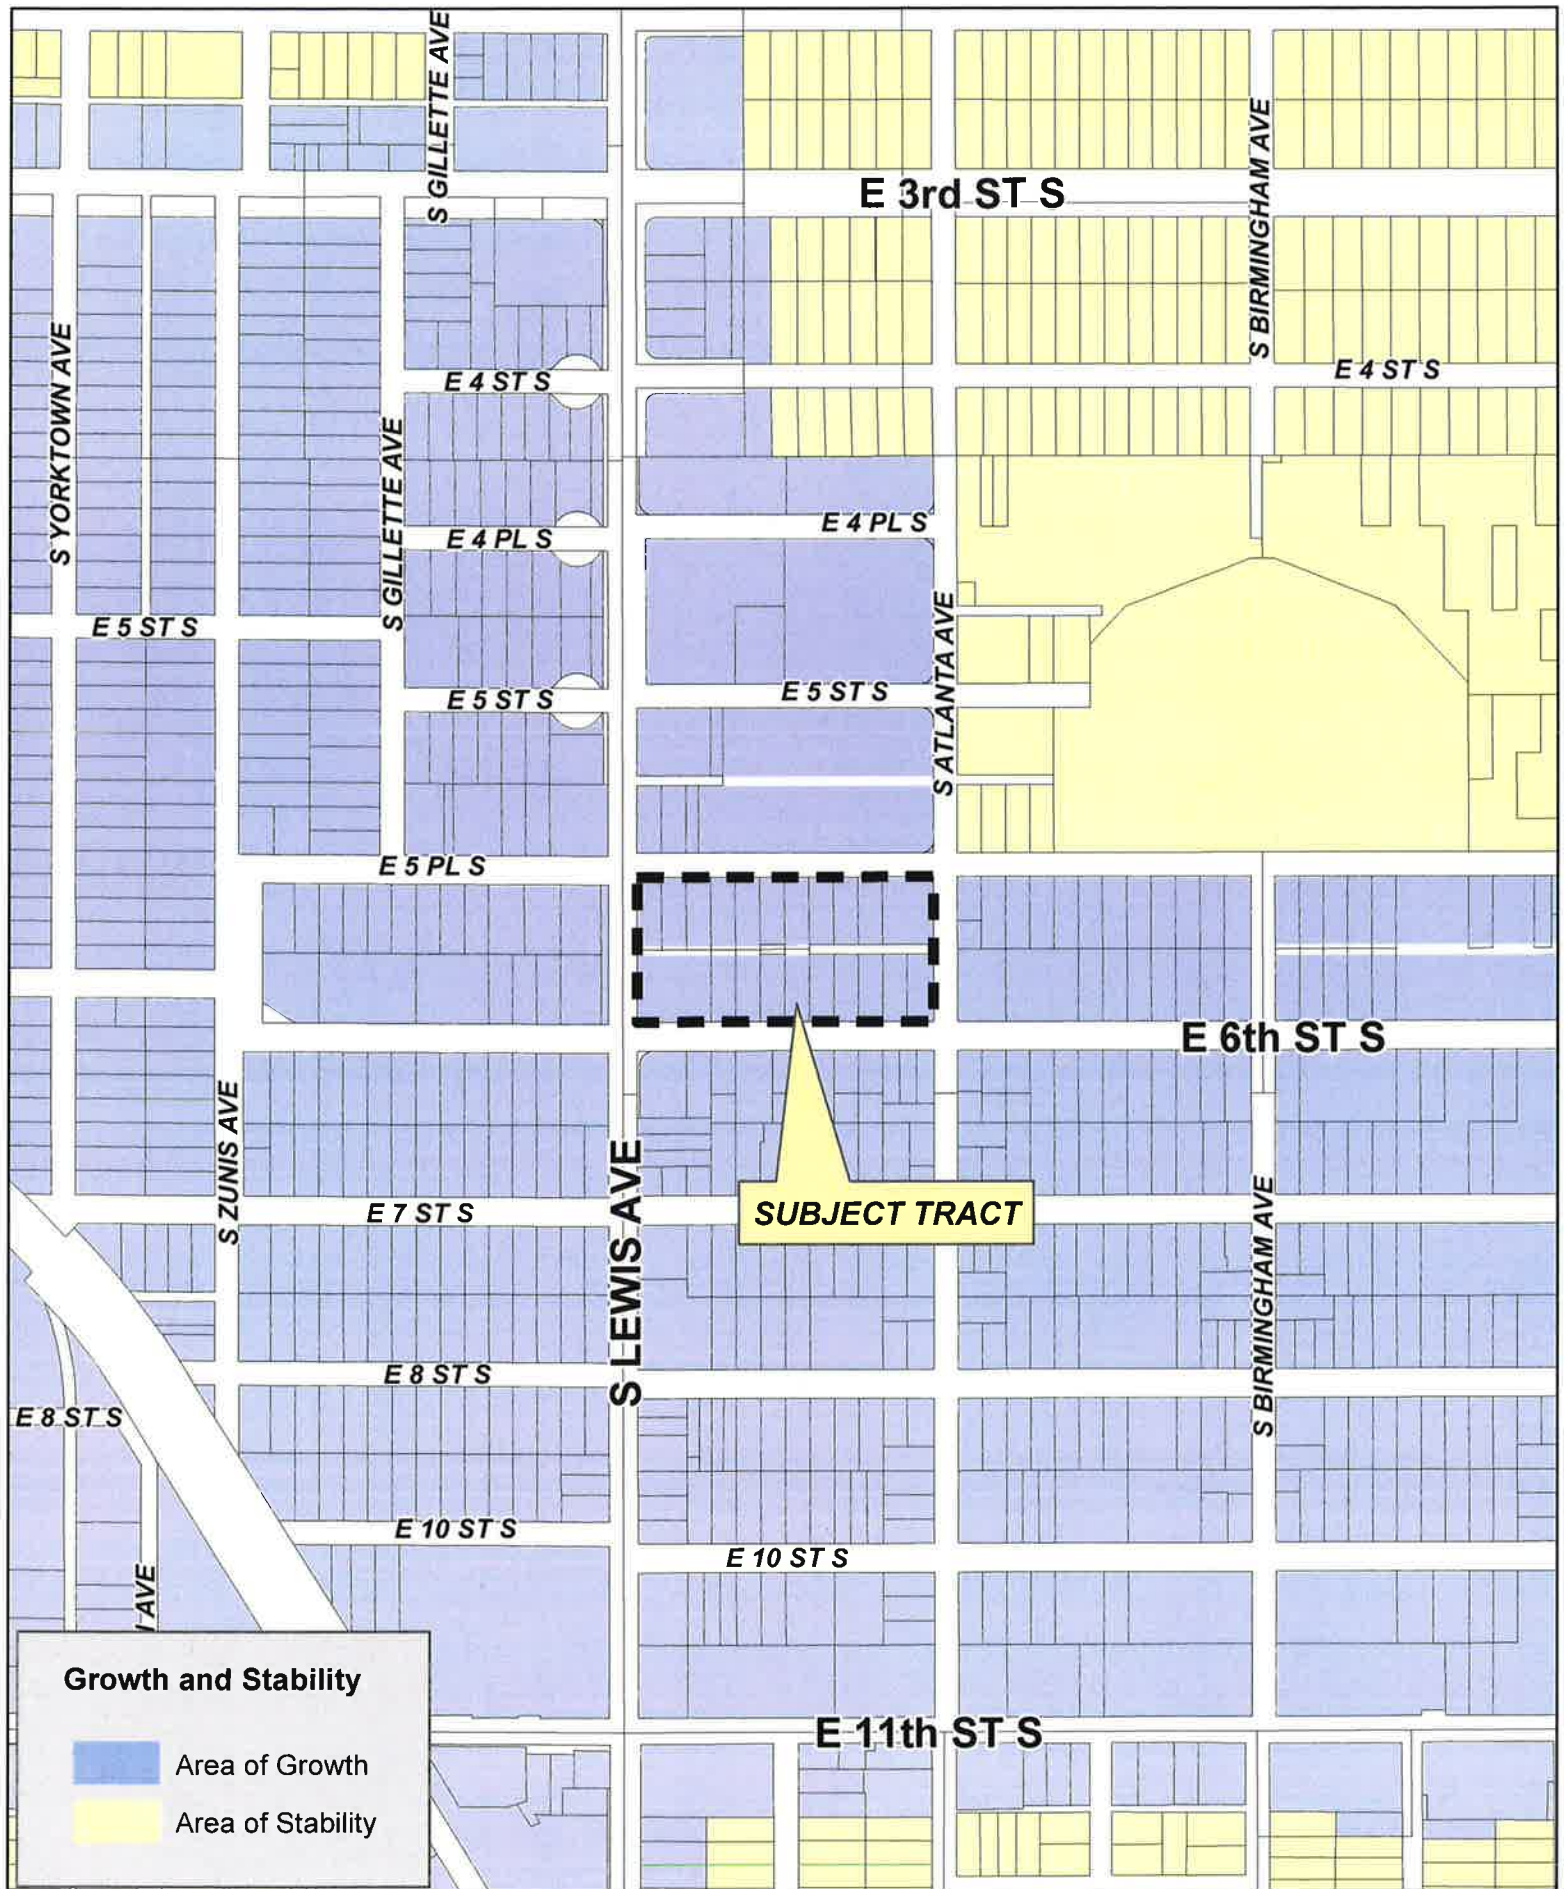 S GILLETTE AVE
S BIRMINGHAM AVE
E 3rd ST S
S YORKTOWN AVE
E 4 ST S
E 4 ST S
S GILLETTE AVE
E 4 PL S
E 4 PL S
S ATLANTA AVE
E 5 ST S
E 5 ST S
E 5 ST S
E 5 PL S
E 6th ST S
S ZUNIS AVE
S LEWIS AVE
SUBJECT TRACT
E 7 ST S
S BIRMINGHAM AVE
E 8 ST S
E 8 ST S
E 10 ST S
E 10 ST S
AVE
E 11th ST S
Growth and Stability
Area of Growth
Area of Stability